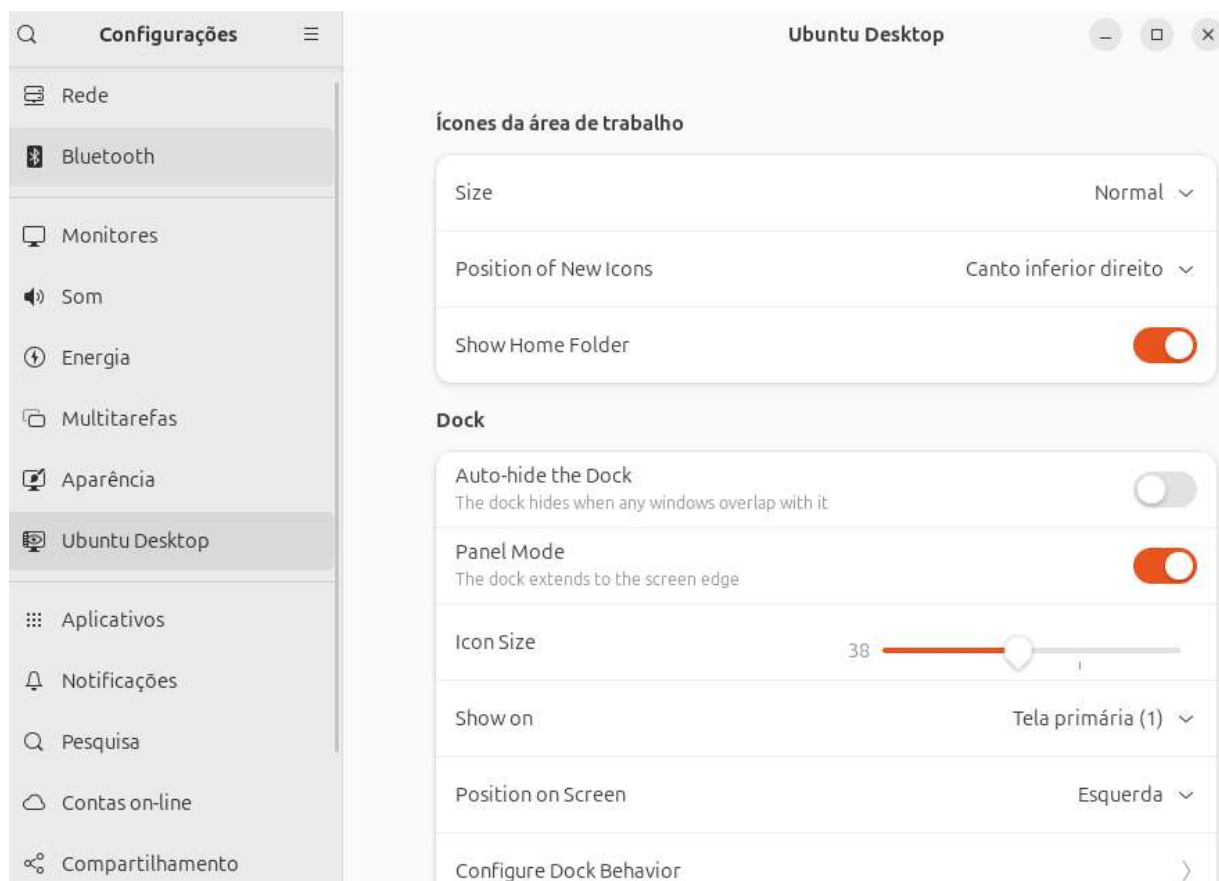 Configurações
Ubuntu Desktop
Rede
Bluetooth
Monitores
Som
Energia
Multitarefas
Aparência
Ubuntu Desktop
Aplicativos
Notificações
Pesquisa
Contas on-line
Compartilhamento
Ícones da área de trabalho
Size Normal
Position of New Icons Canto inferior direito
Show Home Folder
Dock
Auto-hide the Dock
The dock hides when any windows overlap with it
Panel Mode
The dock extends to the screen edge
Icon Size 38
Show on Tela primária (1)
Position on Screen Esquerda
Configure Dock Behavior